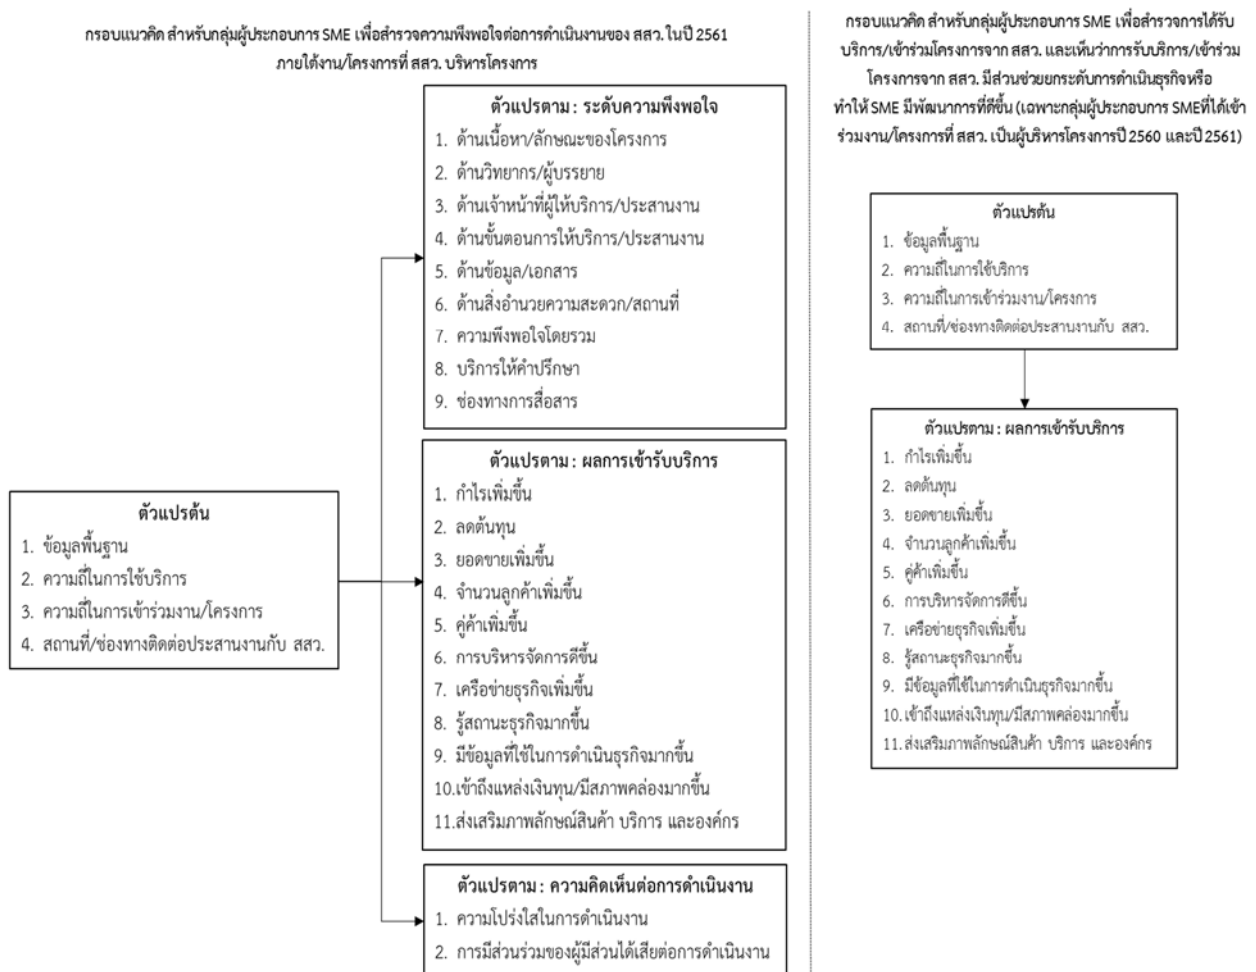 กรอบแนวคิด สำหรับกลุ่มผู้ประกอบการ SME เพื่อสำรวจความพึงพอใจต่อการดำเนินงานของ สสว. ในปี 2561
ภายใต้งาน/โครงการที่ สสว. บริหารโครงการ
ตัวแปรต้น
1. ข้อมูลพื้นฐาน
2. ความถี่ในการใช้บริการ
3. ความถี่ในการเข้าร่วมงาน/โครงการ
4. สถานที่/ช่องทางติดต่อประสานงานกับ สสว.
ตัวแปรตาม : ระดับความพึงพอใจ
1. ด้านเนื้อหา/ลักษณะของโครงการ
2. ด้านวิทยากร/ผู้บรรยาย
3. ด้านเจ้าหน้าที่ผู้ให้บริการ/ประสานงาน
4. ด้านขั้นตอนการให้บริการ/ประสานงาน
5. ด้านข้อมูล/เอกสาร
6. ด้านสิ่งอำนวยความสะดวก/สถานที่
7. ความพึงพอใจโดยรวม
8. บริการให้คำปรึกษา
9. ช่องทางการสื่อสาร
ตัวแปรตาม : ผลการเข้ารับบริการ
1. กำไรเพิ่มขึ้น
2. ลดต้นทุน
3. ยอดขายเพิ่มขึ้น
4. จำนวนลูกค้าเพิ่มขึ้น
5. คู่ค้าเพิ่มขึ้น
6. การบริหารจัดการดีขึ้น
7. เครือข่ายธุรกิจเพิ่มขึ้น
8. รู้สถานะธุรกิจมากขึ้น
9. มีข้อมูลที่ใช้ในการดำเนินธุรกิจมากขึ้น
10.เข้าถึงแหล่งเงินทุน/มีสภาพคล่องมากขึ้น
11.ส่งเสริมภาพลักษณ์สินค้า บริการ และองค์กร
ตัวแปรตาม : ความคิดเห็นต่อการดำเนินงาน
1. ความโปร่งใสในการดำเนินงาน
2. การมีส่วนร่วมของผู้มีส่วนได้เสียต่อการดำเนินงาน
กรอบแนวคิด สำหรับกลุ่มผู้ประกอบการ SME เพื่อสำรวจการได้รับ
บริการ/เข้าร่วมโครงการจาก สสว. และเห็นว่าการรับบริการ/เข้าร่วม
โครงการจาก สสว. มีส่วนช่วยยกระดับการดำเนินธุรกิจหรือ
ทำให้ SME มีพัฒนาการที่ดีขึ้น (เฉพาะกลุ่มผู้ประกอบการ SMEที่ได้เข้า
ร่วมงาน/โครงการที่ สสว. เป็นผู้บริหารโครงการปี 2560 และปี 2561)
ตัวแปรต้น
1. ข้อมูลพื้นฐาน
2. ความถี่ในการใช้บริการ
3. ความถี่ในการเข้าร่วมงาน/โครงการ
4. สถานที่/ช่องทางติดต่อประสานงานกับ สสว.
ตัวแปรตาม : ผลการเข้ารับบริการ
1. กำไรเพิ่มขึ้น
2. ลดต้นทุน
3. ยอดขายเพิ่มขึ้น
4. จำนวนลูกค้าเพิ่มขึ้น
5. คู่ค้าเพิ่มขึ้น
6. การบริหารจัดการดีขึ้น
7. เครือข่ายธุรกิจเพิ่มขึ้น
8. รู้สถานะธุรกิจมากขึ้น
9. มีข้อมูลที่ใช้ในการดำเนินธุรกิจมากขึ้น
10.เข้าถึงแหล่งเงินทุน/มีสภาพคล่องมากขึ้น
11.ส่งเสริมภาพลักษณ์สินค้า บริการ และองค์กร